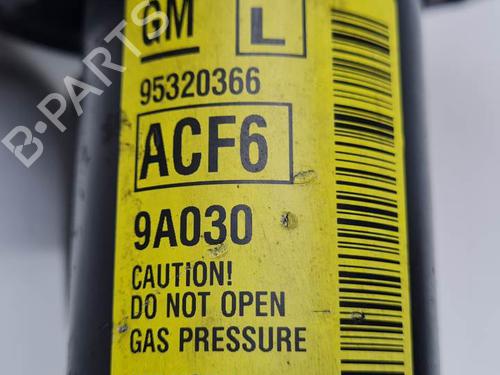 GM L
95320366
ACF6
9A030
CAUTION!
DO NOT OPEN
GAS PRESSURE
B-PARTS